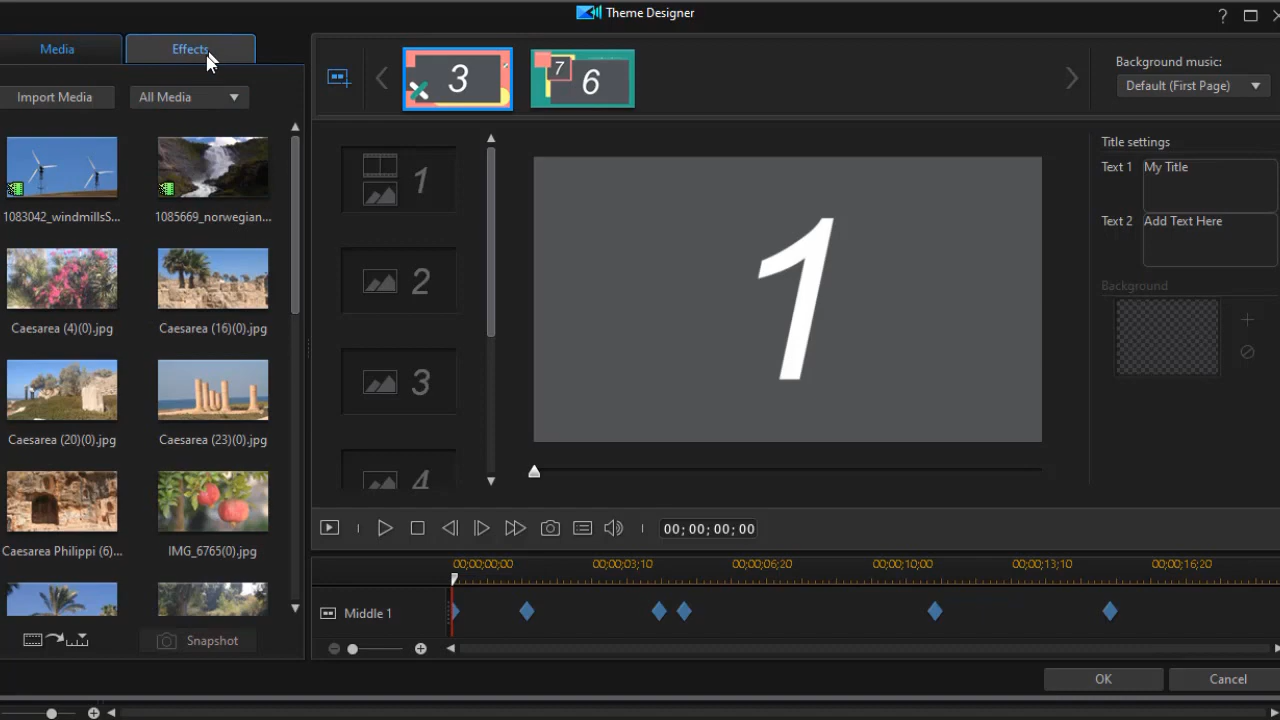 Theme Designer
?
Media
Effects
Import Media
All Media
1083042_windmillsS...
1085669_norwegian...
Caesarea (4)(0).jpg
Caesarea (16)(0).jpg
Caesarea (20)(0).jpg
Caesarea (23)(0).jpg
Caesarea Philippi (6)...
IMG_6765(0).jpg
Snapshot
3
7
6
Background music:
Default (First Page)
1
2
3
4
1
Title settings
Text 1
My Title
Text 2
Add Text Here
Background
00; 00; 00; 00
00;00;00;00
00;00;03;10
00;00;06;20
00;00;10;00
00;00;13;10
00;00;16;20
Middle 1
OK
Cancel